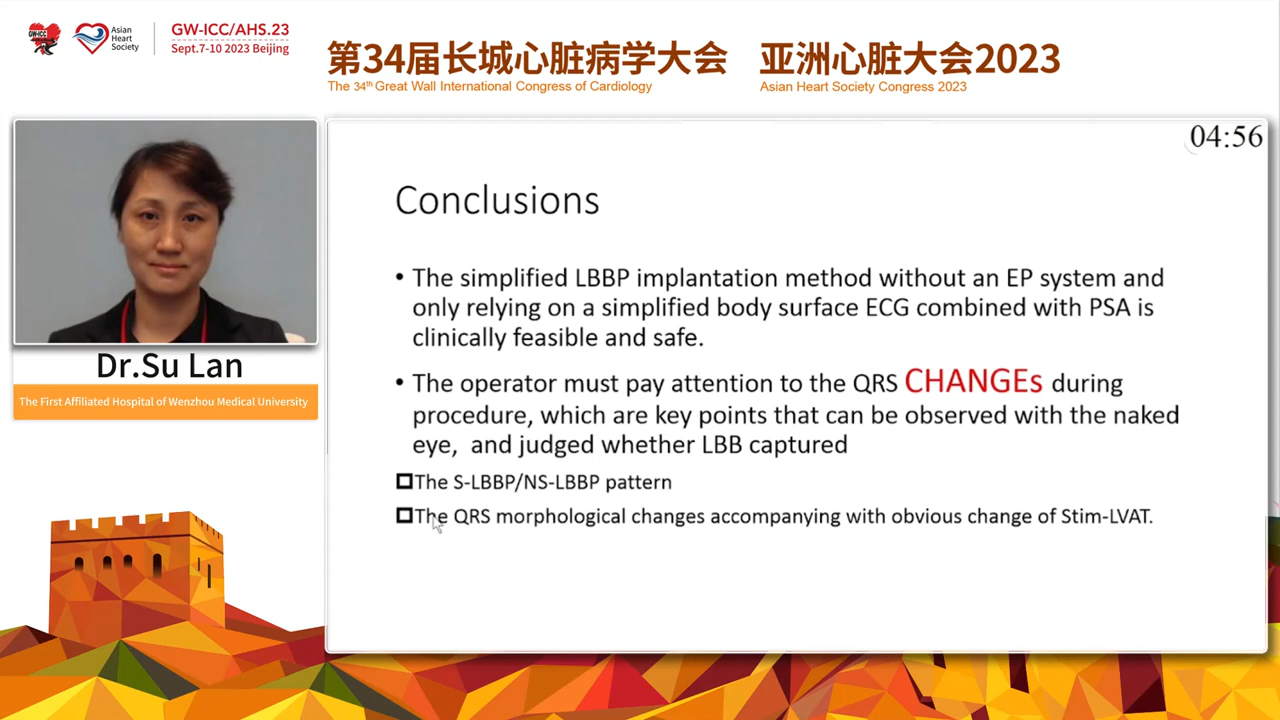 GW-ICC
Asian
Heart
Society
GW-ICC/AHS.23
Sept.7-10 2023 Beijing
第34届长城心脏病学大会 亚洲心脏大会2023
The 34th Great Wall International Congress of Cardiology
Asian Heart Society Congress 2023
04:56
Dr.Su Lan
The First Affiliated Hospital of Wenzhou Medical University
Conclusions
• The simplified LBBP implantation method without an EP system and
only relying on a simplified body surface ECG combined with PSA is
clinically feasible and safe.
• The operator must pay attention to the QRS CHANGEs during
procedure, which are key points that can be observed with the naked
eye, and judged whether LBB captured
The S-LBBP/NS-LBBP pattern
The QRS morphological changes accompanying with obvious change of Stim-LVAT.